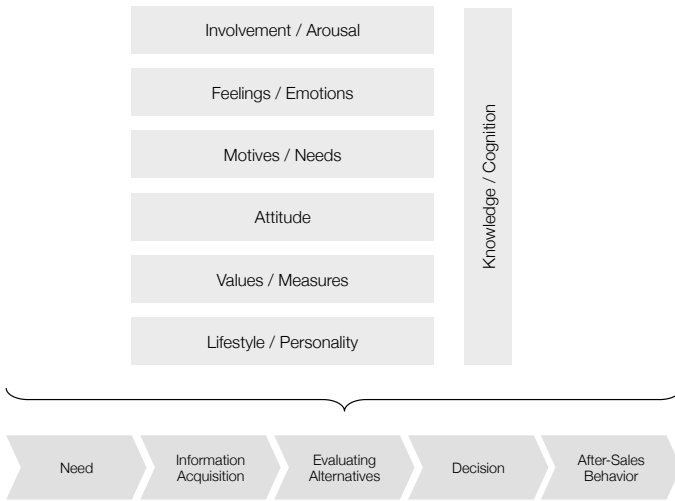 Involvement / Arousal
Feelings / Emotions
Motives / Needs
Attitude
Values / Measures
Lifestyle / Personality
Knowledge / Cognition
Need
Information
Acquisition
Evaluating
Alternatives
Decision
After-Sales
Behavior